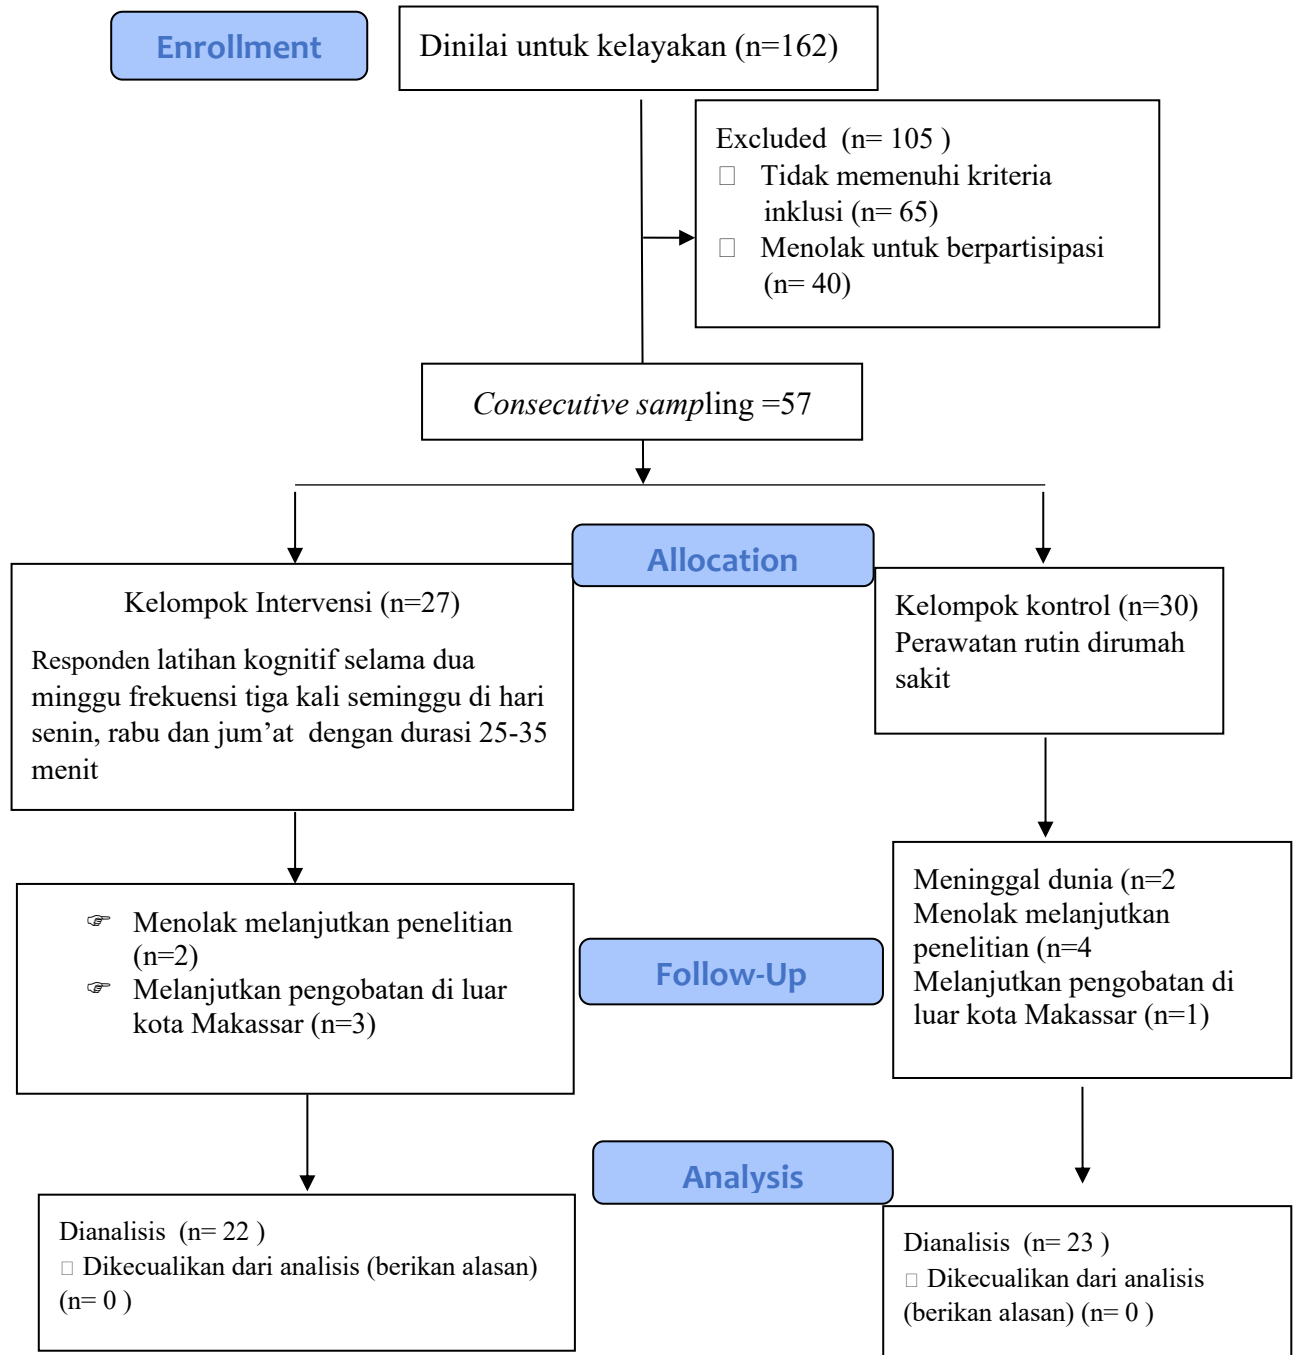 Enrollment
Dinilai untuk kelayakan (n=162)
Excluded (n= 105 )
□ Tidak memenuhi kriteria
inklusi (n= 65)
□ Menolak untuk berpartisipasi
(n= 40)
Consecutive sampling =57
Allocation
Kelompok Intervensi (n=27)
Responden latihan kognitif selama dua
minggu frekuensi tiga kali seminggu di hari
senin, rabu dan jum’at dengan durasi 25-35
menit
Kelompok kontrol (n=30)
Perawatan rutin dirumah
sakit
☞ Menolak melanjutkan penelitian
(n=2)
☞ Melanjutkan pengobatan di luar
kota Makassar (n=3)
Follow-Up
Meninggal dunia (n=2
Menolak melanjutkan
penelitian (n=4
Melanjutkan pengobatan di
luar kota Makassar (n=1)
Analysis
Dianalisis (n= 22 )
□ Dikecualikan dari analisis (berikan alasan)
(n= 0 )
Dianalisis (n= 23 )
□ Dikecualikan dari analisis
(berikan alasan) (n= 0 )